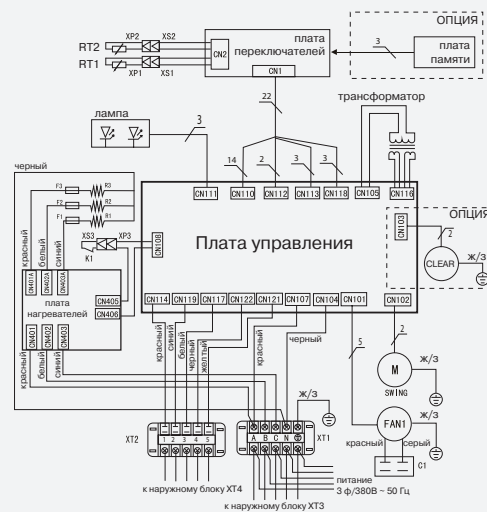 ОПЦИЯ
XP2 XS2
RT2
RT1
XP1 XS1
CN2
плата
переключателей
CN1
3
плата
памяти
22
трансформатор
лампа
3
14
2
3
3
черный
CN111
CN110
CN112
CN113
CN118
CN105
CN116
F3 R3
F2 R2
F1 R1
красный
белый
синий
XS3 XP3
K1
CN108
Плата управления
CN103
ОПЦИЯ
2
CLEAR
Ж/З
CN401A
CN402A
CN403A
плата
нагревателей
CN405
CN406
CN401
CN402
CN403
CN114
CN119
CN117
CN122
CN121
CN107
CN104
CN101
CN102
красный
белый
синий
красный
синий
белый
черный
желтый
красный
черный
5
2
M
SWING
Ж/З
Ж/З
XT2
1 2 3 4 5
A B C N
XT1
Ж/З
FAN1
красный
серый
C1
к наружному блоку XT4
питание
3 ф/380В ~ 50 Гц
к наружному блоку XT3